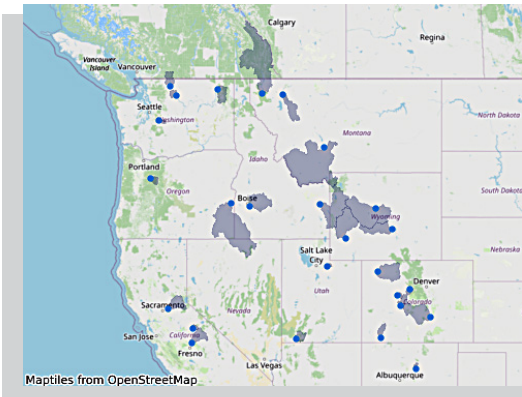 Calgary
Regina
Vancouver
Island
Vancouver
Seattle
Washington
North Dakota
Montana
Portland
Idaho
Oregon
South Dakota
Boise
Wyoming
Salt Lake
City
Nebraska
Denver
Utah
Colorado
Sacramento
Nevada
San Jose
California
Fresno
Las Vegas
Albuquerque
Maptiles from OpenStreetMap